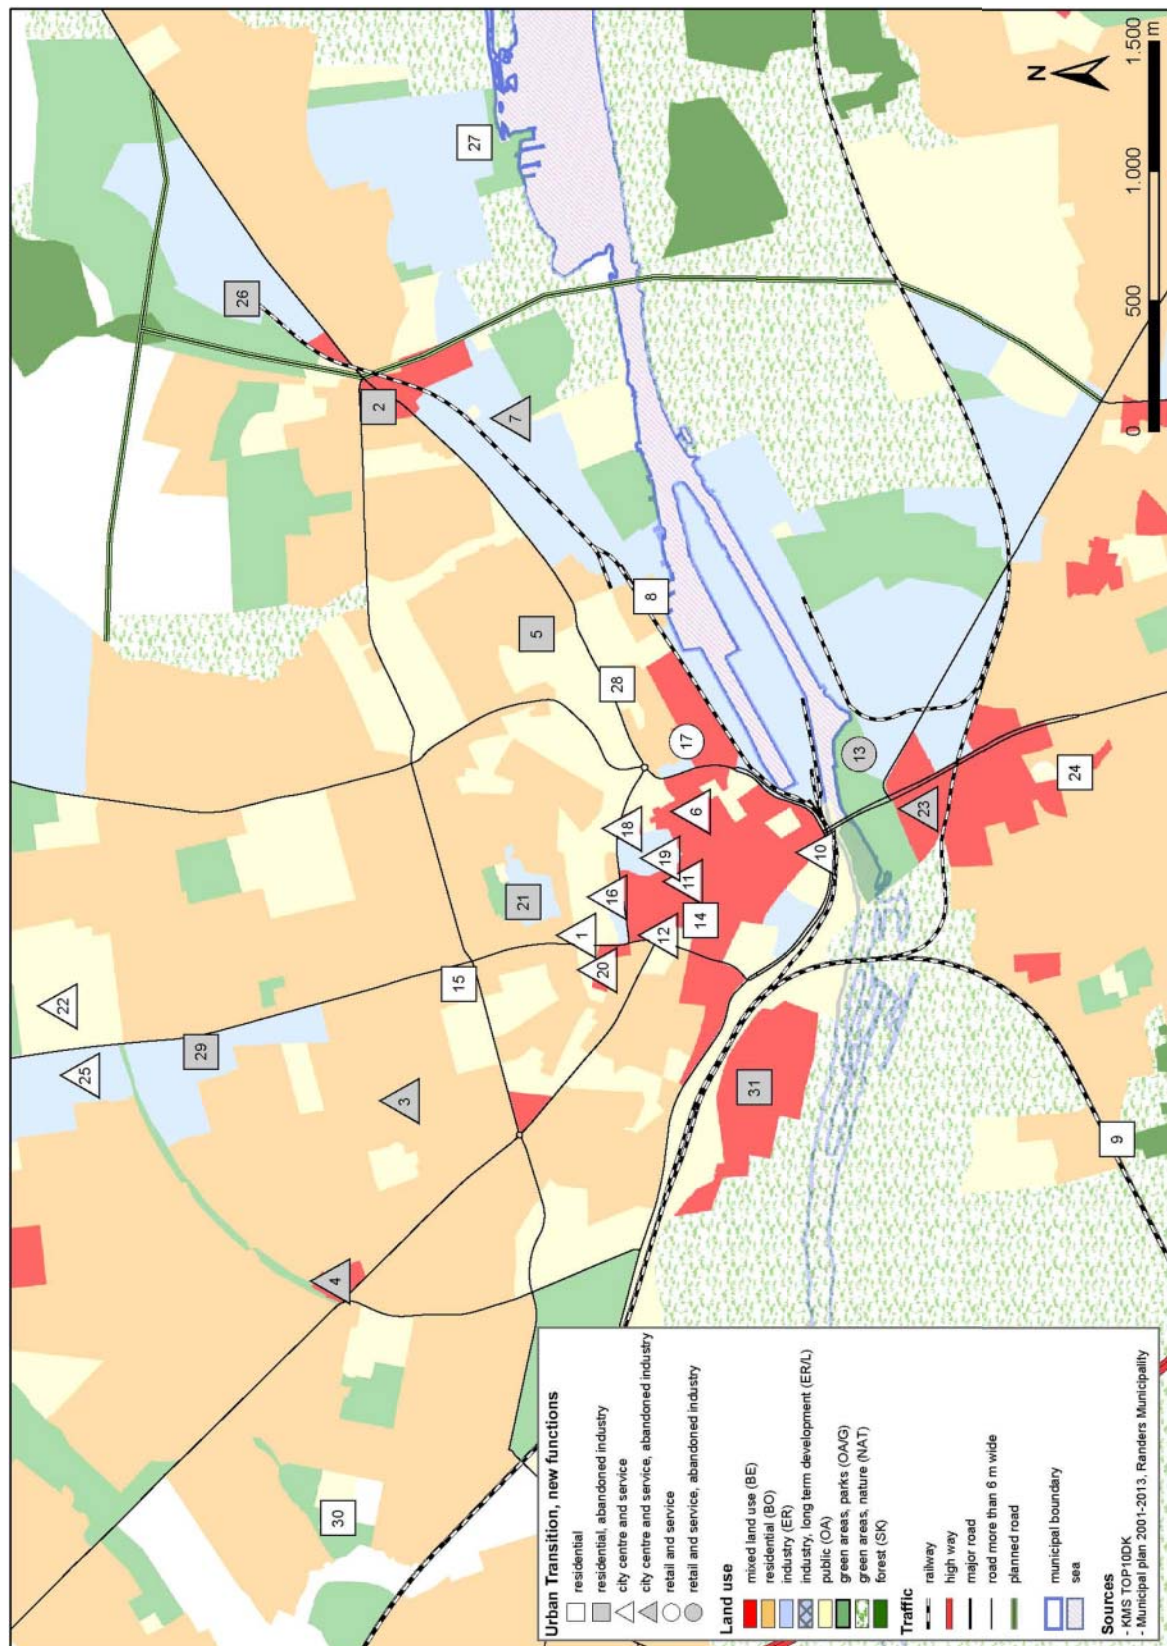 Urban Transition, new functions
residential
residential, abandoned industry
city centre and service
city centre and service, abandoned industry
retail and service
retail and service, abandoned industry
Land use
mixed land use (BE)
residential (BO)
industry (ER)
industry, long term development (ER/L)
public (OA)
green areas, parks (OA/G)
green areas, nature (NAT)
forest (SK)
Traffic
railway
high way
major road
road more than 6 m wide
planned road
municipal boundary
sea
Sources
- KMS TOP10DK
- Municipal plan 2001-2013, Randers Municipality
30
4
25
22
29
3
15
21
1
20
16
12
14
18
19
11
6
17
28
5
8
2
26
7
27
31
10
13
23
24
9
N
0
500
1.000
1.500
m